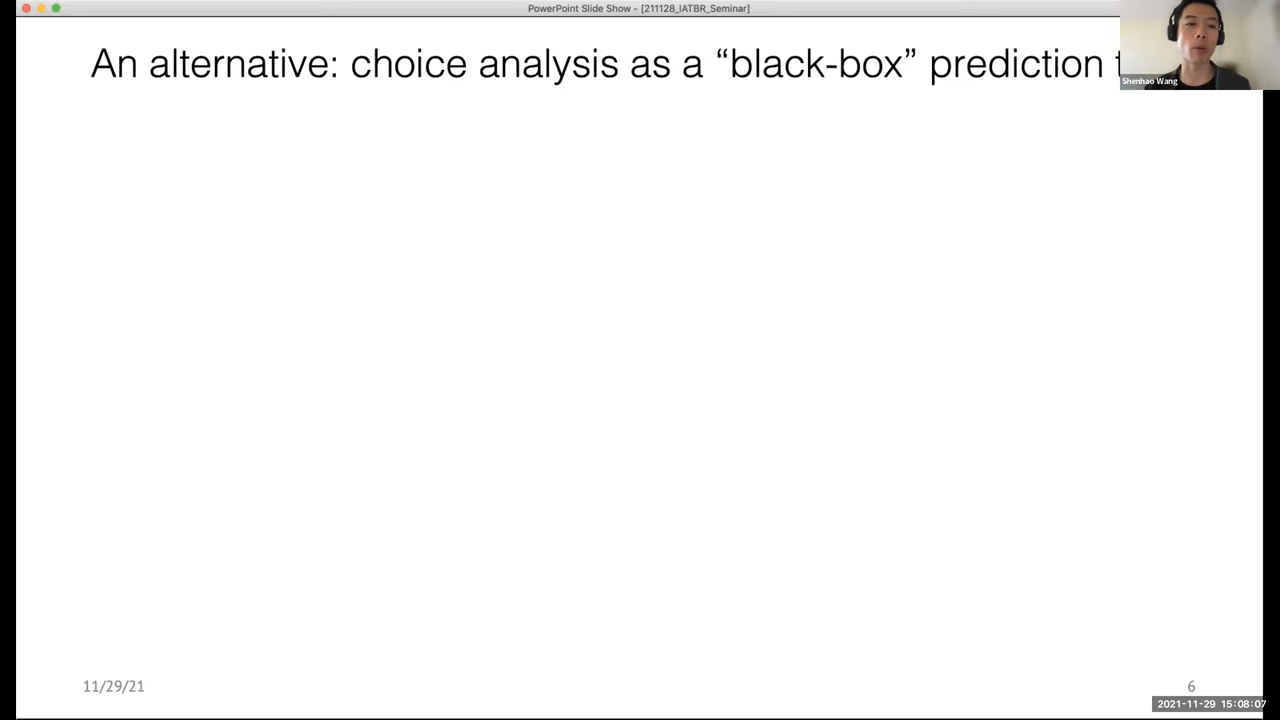 PowerPoint Slide Show - [211128_IATBR_Seminar]
An alternative: choice analysis as a “black-box” prediction
Shenhao Wang
11/29/21
6
2021-11-29 15:08:07